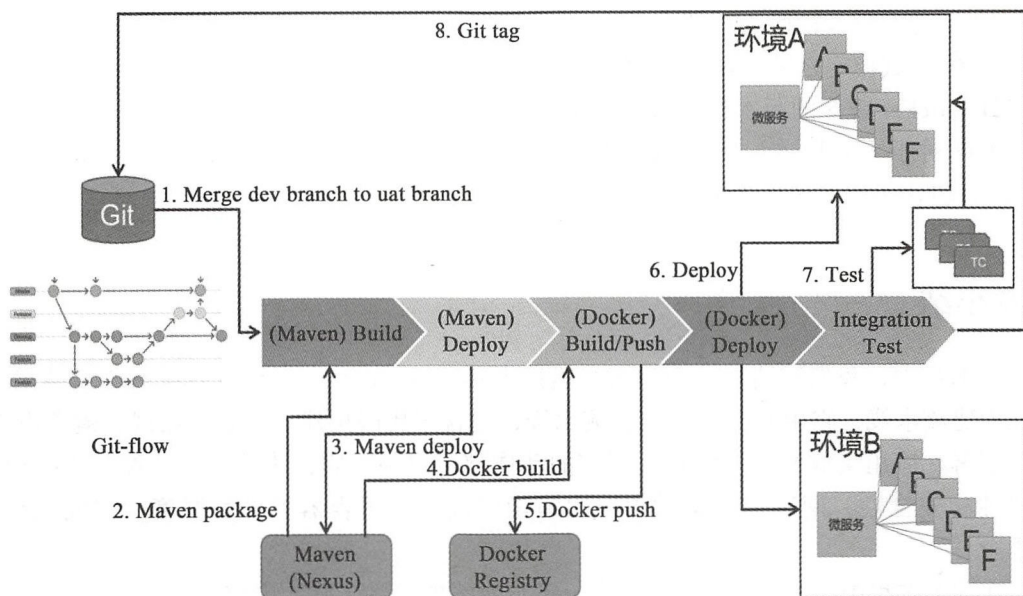 8. Git tag
环境A
A
B
C
D
E
F
微服务
Git
1. Merge dev branch to uat branch
6. Deploy
7. Test
TC
(Maven) Build
(Maven)
Deploy
(Docker)
Build/Push
(Docker)
Deploy
Integration
Test
Git-flow
3. Maven deploy
4.Docker build
2. Maven package
5.Docker push
Maven
(Nexus)
Docker
Registry
环境B
A
B
C
D
E
F
微服务